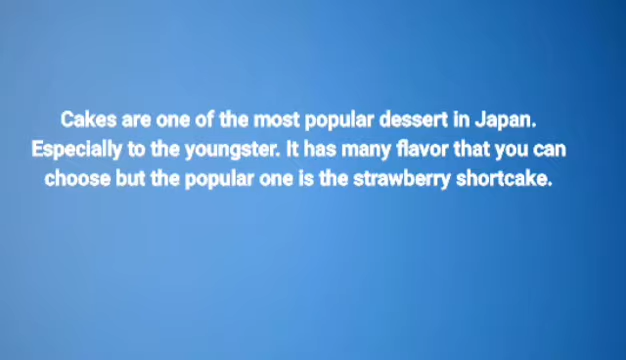 Cakes are one of the most popular dessert in Japan.
Especially to the youngster. It has many flavor that you can
choose but the popular one is the strawberry shortcake.